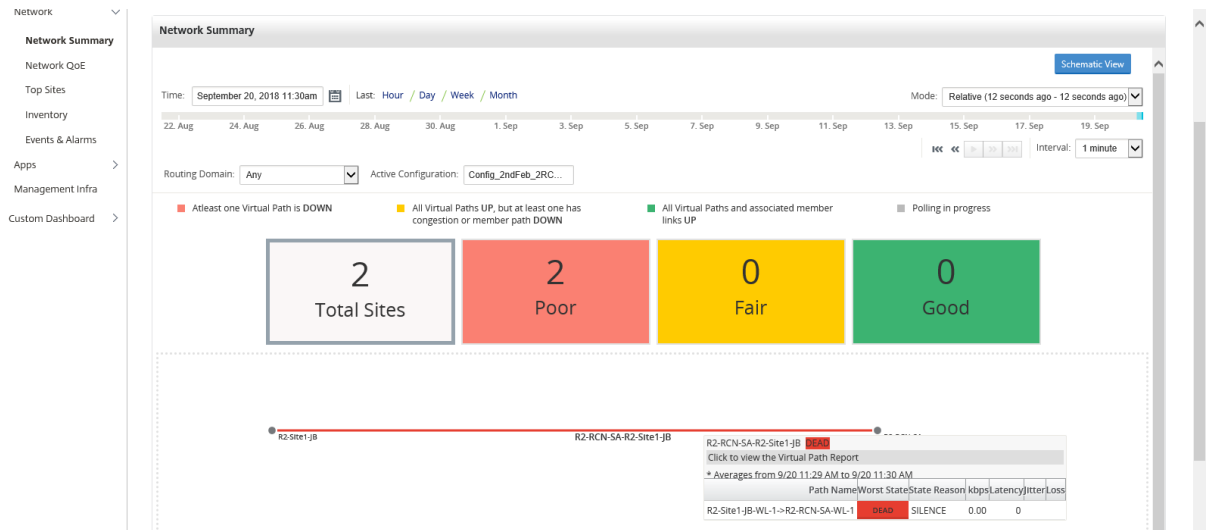 Network
Network Summary
Network QoE
Top Sites
Inventory
Events & Alarms
Apps
Management Infra
Custom Dashboard
Network Summary
Schematic View
Time: September 20, 2018 11:30am Last: Hour / Day / Week / Month Mode: Relative (12 seconds ago - 12 seconds ago)
22. Aug 24. Aug 26. Aug 28. Aug 30. Aug 1. Sep 3. Sep 5. Sep 7. Sep 9. Sep 11. Sep 13. Sep 15. Sep 17. Sep 19. Sep
Interval: 1 minute
Routing Domain: Any Active Configuration: Config_2ndFeb_2RC...
Atleast one Virtual Path is DOWN
All Virtual Paths UP, but at least one has
congestion or member path DOWN
All Virtual Paths and associated member
links UP
Polling in progress
2
Total Sites
2
Poor
0
Fair
0
Good
R2-Site1-JB
R2-RCN-SA-R2-Site1-JB
R2-RCN-SA-R2-Site1-JB DEAD
Click to view the Virtual Path Report
* Averages from 9/20 11:29 AM to 9/20 11:30 AM
Path Name Worst State State Reason kbps Latency Jitter Loss
R2-Site1-JB-WL-1->R2-RCN-SA-WL-1 DEAD SILENCE 0.00 0